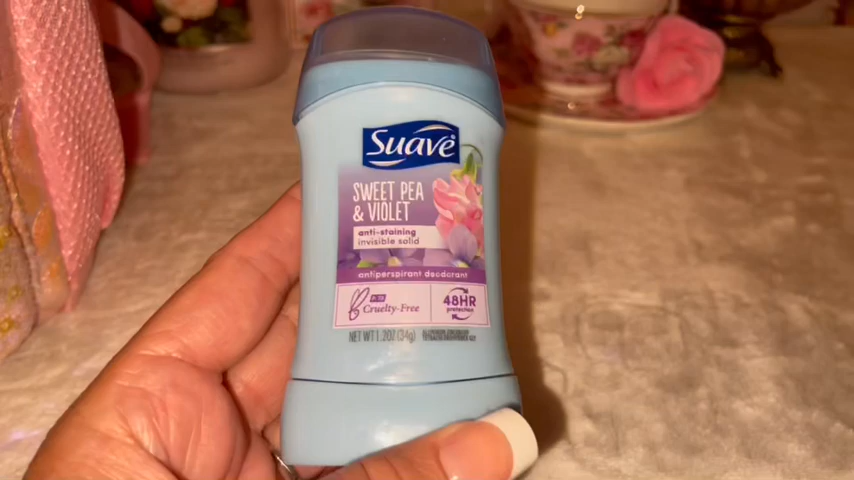 Suave
SWEET PEA
& VIOLET
anti-staining
invisible solid
antiperspirant deodorant
Cruelty-Free
48HR
protection
NET WT 1.2OZ (34g)